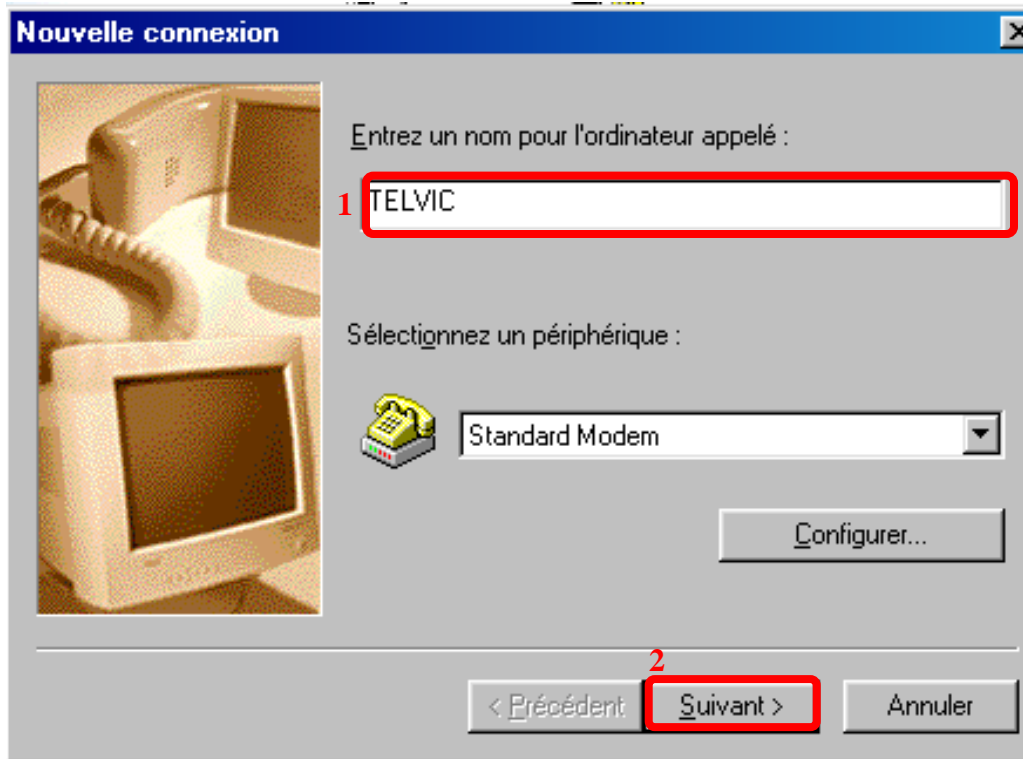 Nouvelle connexion
Entrez un nom pour l'ordinateur appelé :
1 TELVIC
Sélectionnez un périphérique :
Standard Modem
Configurer...
2
< Précédent Suivant > Annuler